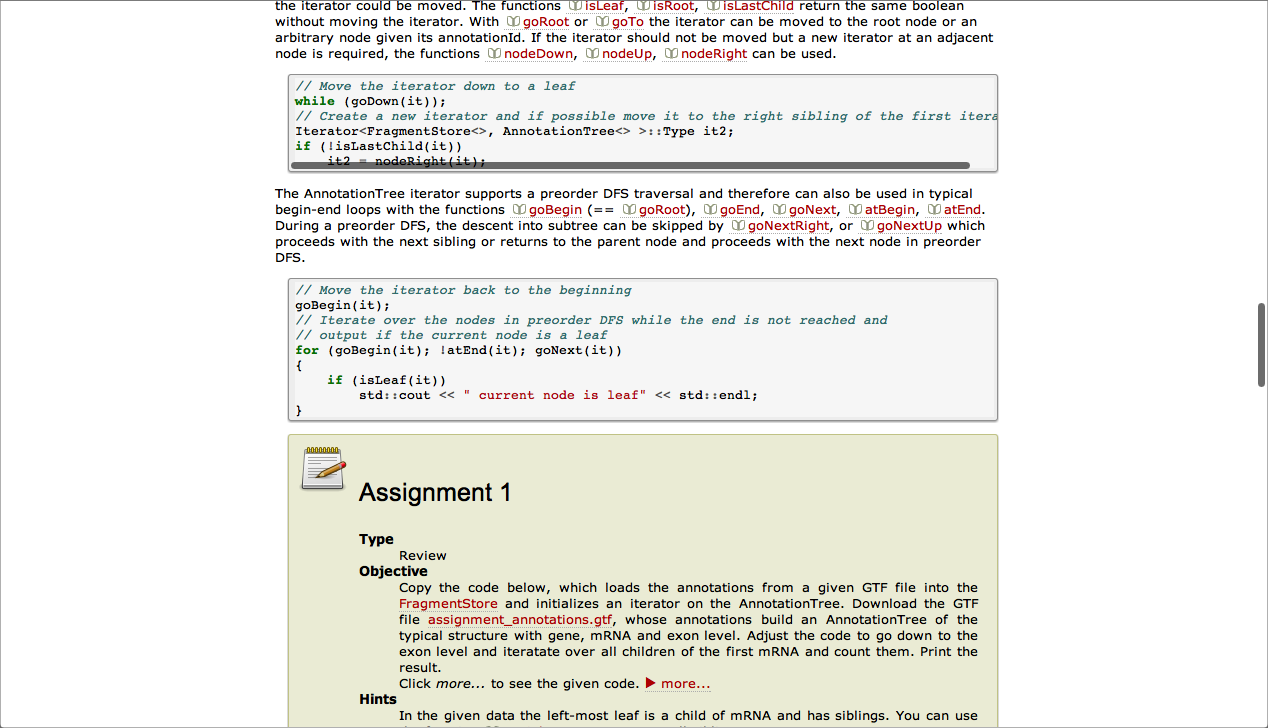 the iterator could be moved. The functions isLeaf, isRoot, isLastChild return the same boolean
without moving the iterator. With goRoot or goTo the iterator can be moved to the root node or an
arbitrary node given its annotationId. If the iterator should not be moved but a new iterator at an adjacent
node is required, the functions nodeDown, nodeUp, nodeRight can be used.
// Move the iterator down to a leaf
while (goDown(it));
// Create a new iterator and if possible move it to the right sibling of the first itera
Iterator<FragmentStore<>, AnnotationTree<> >::Type it2;
if (!isLastChild(it))
    it2 = nodeRight(it);
The AnnotationTree iterator supports a preorder DFS traversal and therefore can also be used in typical
begin-end loops with the functions goBegin (== goRoot), goEnd, goNext, atBegin, atEnd.
During a preorder DFS, the descent into subtree can be skipped by goNextRight, or goNextUp which
proceeds with the next sibling or returns to the parent node and proceeds with the next node in preorder
DFS.
// Move the iterator back to the beginning
goBegin(it);
// Iterate over the nodes in preorder DFS while the end is not reached and
// output if the current node is a leaf
for (goBegin(it); !atEnd(it); goNext(it))
{
    if (isLeaf(it))
        std::cout << " current node is leaf" << std::endl;
}
Assignment 1
Type
Review
Objective
Copy the code below, which loads the annotations from a given GTF file into the
FragmentStore and initializes an iterator on the AnnotationTree. Download the GTF
file assignment_annotations.gtf, whose annotations build an AnnotationTree of the
typical structure with gene, mRNA and exon level. Adjust the code to go down to the
exon level and iteratate over all children of the first mRNA and count them. Print the
result.
Click more... to see the given code. ▶ more...
Hints
In the given data the left-most leaf is a child of mRNA and has siblings. You can use